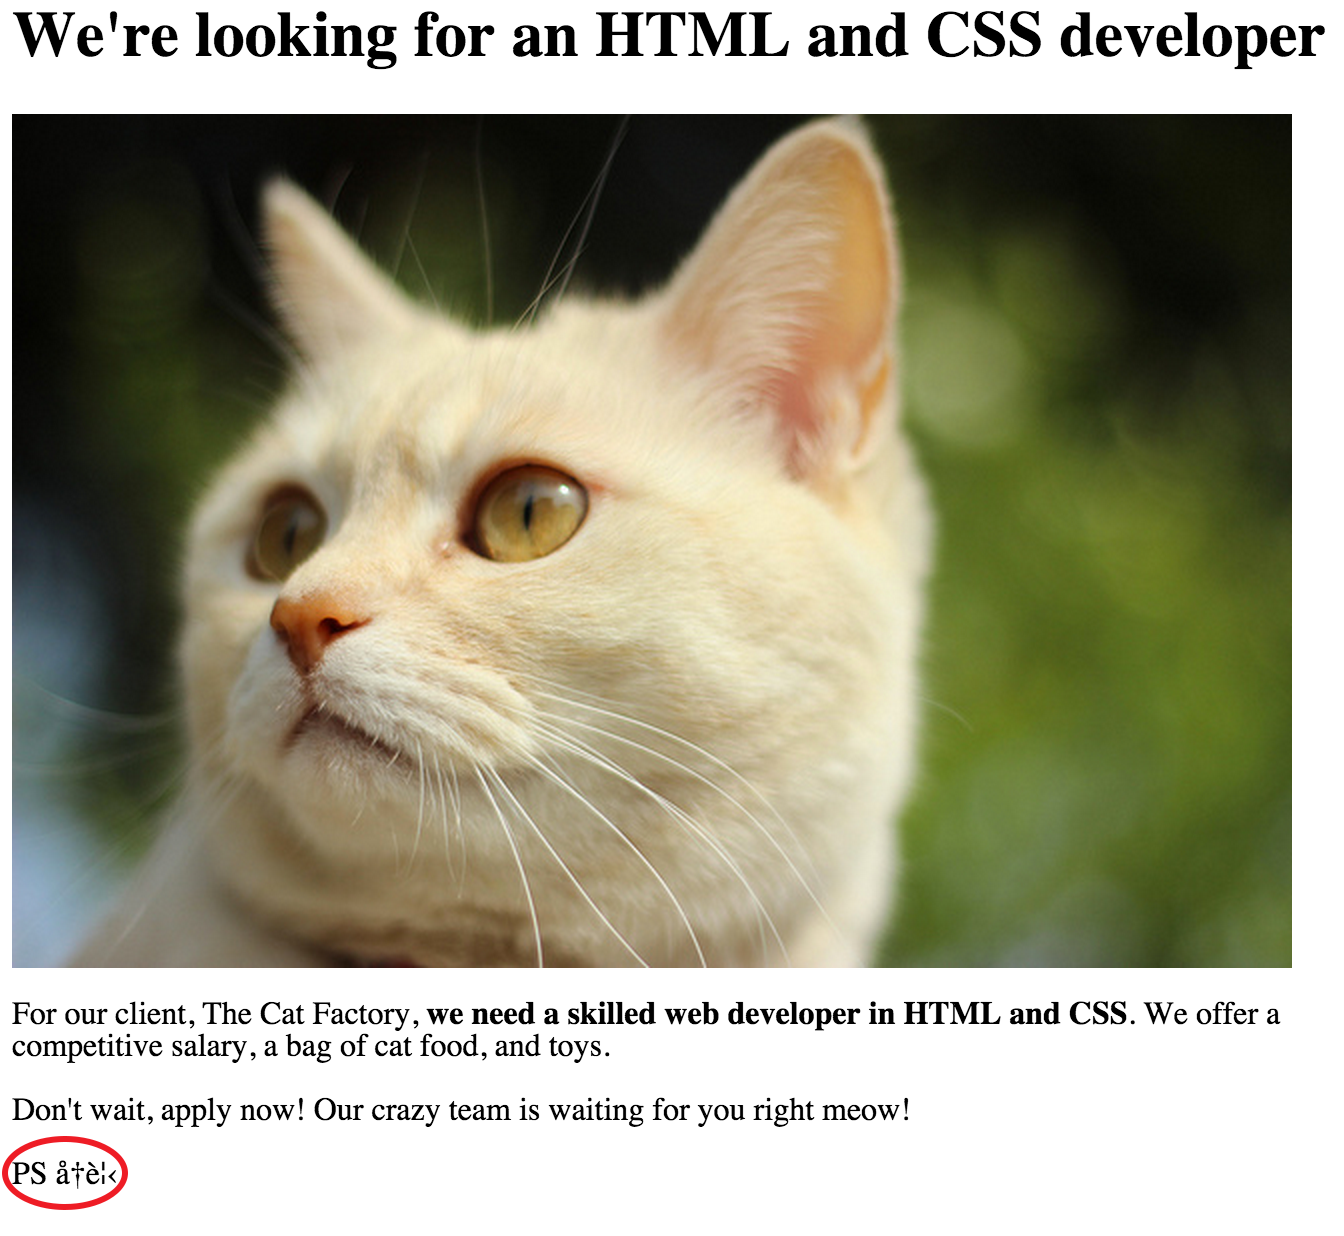 We're looking for an HTML and CSS developer
For our client, The Cat Factory, we need a skilled web developer in HTML and CSS. We offer a
competitive salary, a bag of cat food, and toys.
Don't wait, apply now! Our crazy team is waiting for you right meow!
PS å†è¦‹